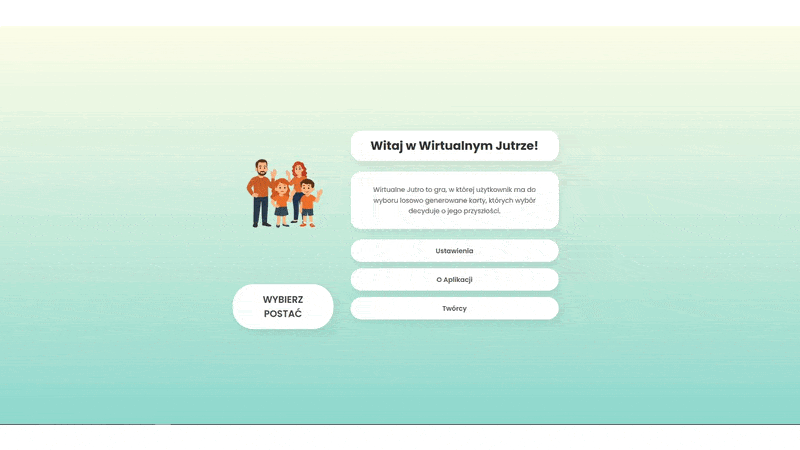 Witaj w Wirtualnym Jutrze!
Wirtualne Jutro to gra, w której użytkownik ma do
wyboru losowo generowane karty, których wybór
decyduje o jego przyszłości.
Ustawienia
O Aplikacji
Twórcy
WYBIERZ
POSTAĆ